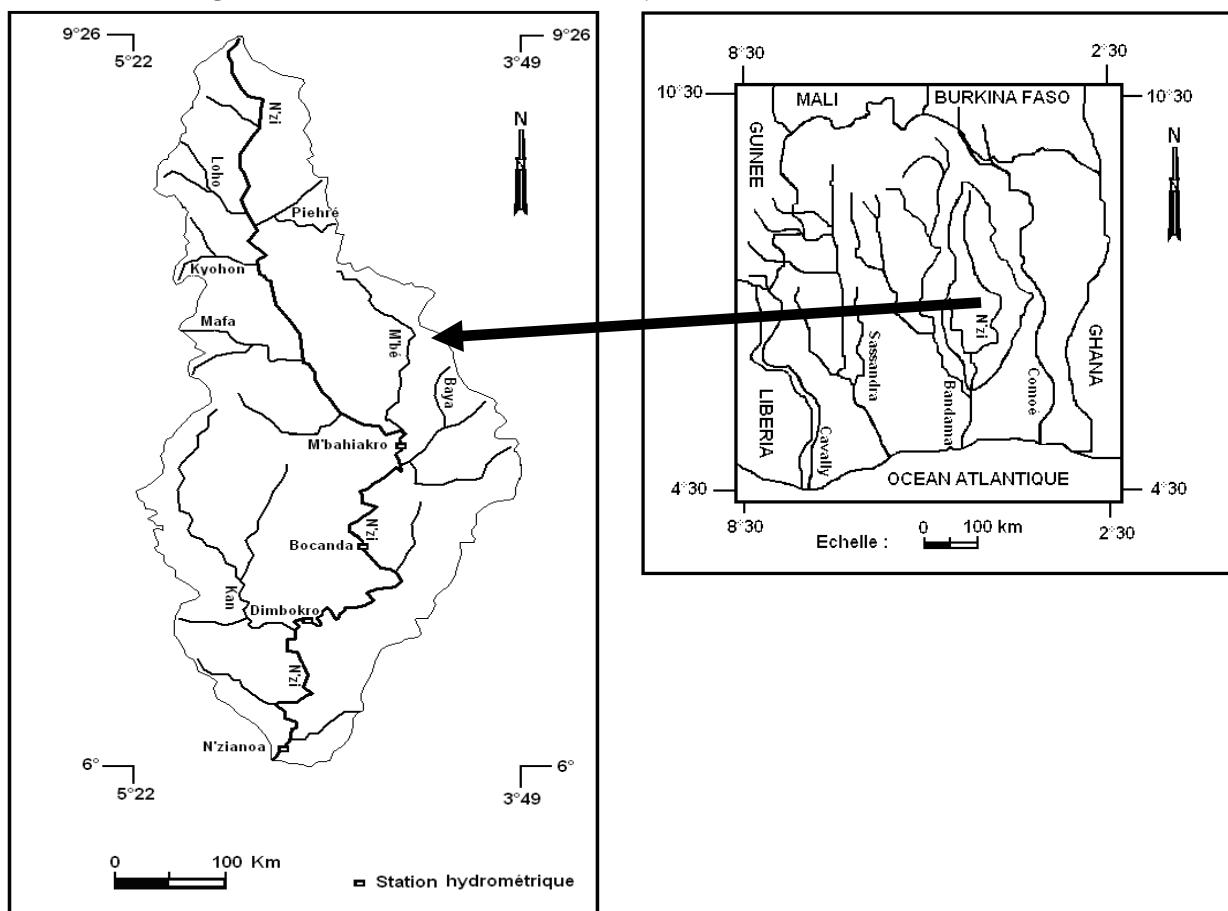 9°26
5°22
9°26
3°49
N
N'zi
Loho
Piehré
Kyohon
Mafa
M'bé
Baya
M'bahiakro
N'zi
Bocanda
Kan
Dimbokro
N'zi
N'zianoa
6°
5°22
6°
3°49
0 100 Km
Station hydrométrique
8°30
2°30
10°30
10°30
MALI
BURKINA FASO
GUINEE
N
N'zi
Sassandra
Bandama
Comoé
GHANA
LIBERIA
Cavally
OCEAN ATLANTIQUE
4°30
4°30
8°30
2°30
Echelle :
0 100 km